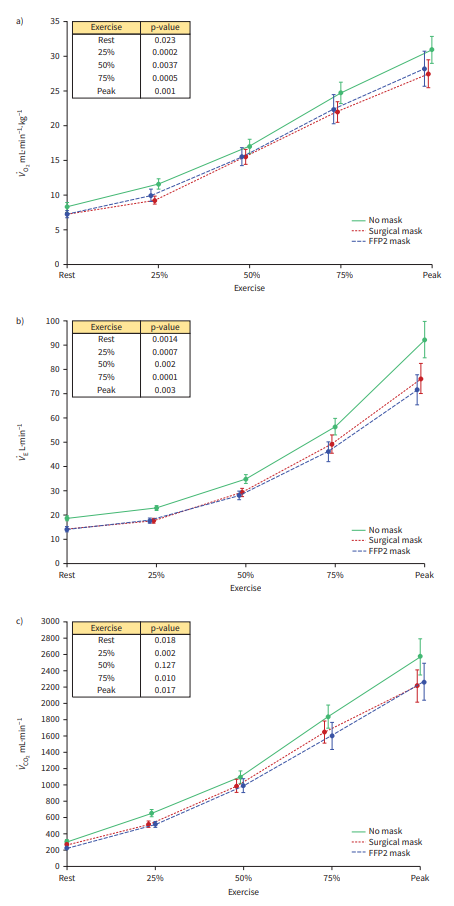 a)
35
30
25
20
15
10
5
0
V̇O2 mL·min−1·kg−1
Exercise p-value
Rest 0.023
25% 0.0002
50% 0.0037
75% 0.0005
Peak 0.001
No mask
Surgical mask
FFP2 mask
Rest 25% 50% 75% Peak
Exercise
b)
100
90
80
70
60
50
40
30
20
10
0
V̇E L·min−1
Exercise p-value
Rest 0.0014
25% 0.0007
50% 0.002
75% 0.0001
Peak 0.003
No mask
Surgical mask
FFP2 mask
Rest 25% 50% 75% Peak
Exercise
c)
3000
2800
2600
2400
2200
2000
1800
1600
1400
1200
1000
800
600
400
200
0
V̇CO2 mL·min−1
Exercise p-value
Rest 0.018
25% 0.002
50% 0.127
75% 0.010
Peak 0.017
No mask
Surgical mask
FFP2 mask
Rest 25% 50% 75% Peak
Exercise